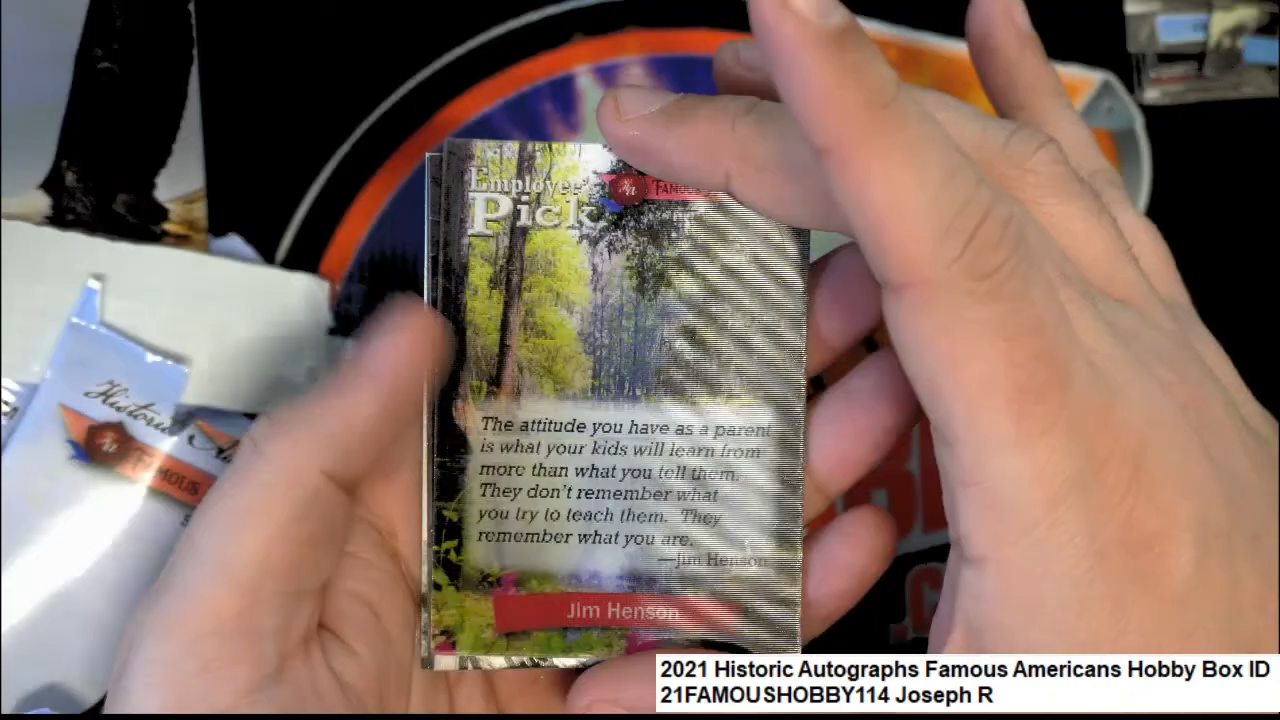 Employee
Pick
The attitude you have as a parent
is what your kids will learn from
more than what you tell them.
They don't remember what
you try to teach them. They
remember what you are.
—Jim Henson
Jim Henson
Famous
2021 Historic Autographs Famous Americans Hobby Box ID
21FAMOUSHOBBY114 Joseph R